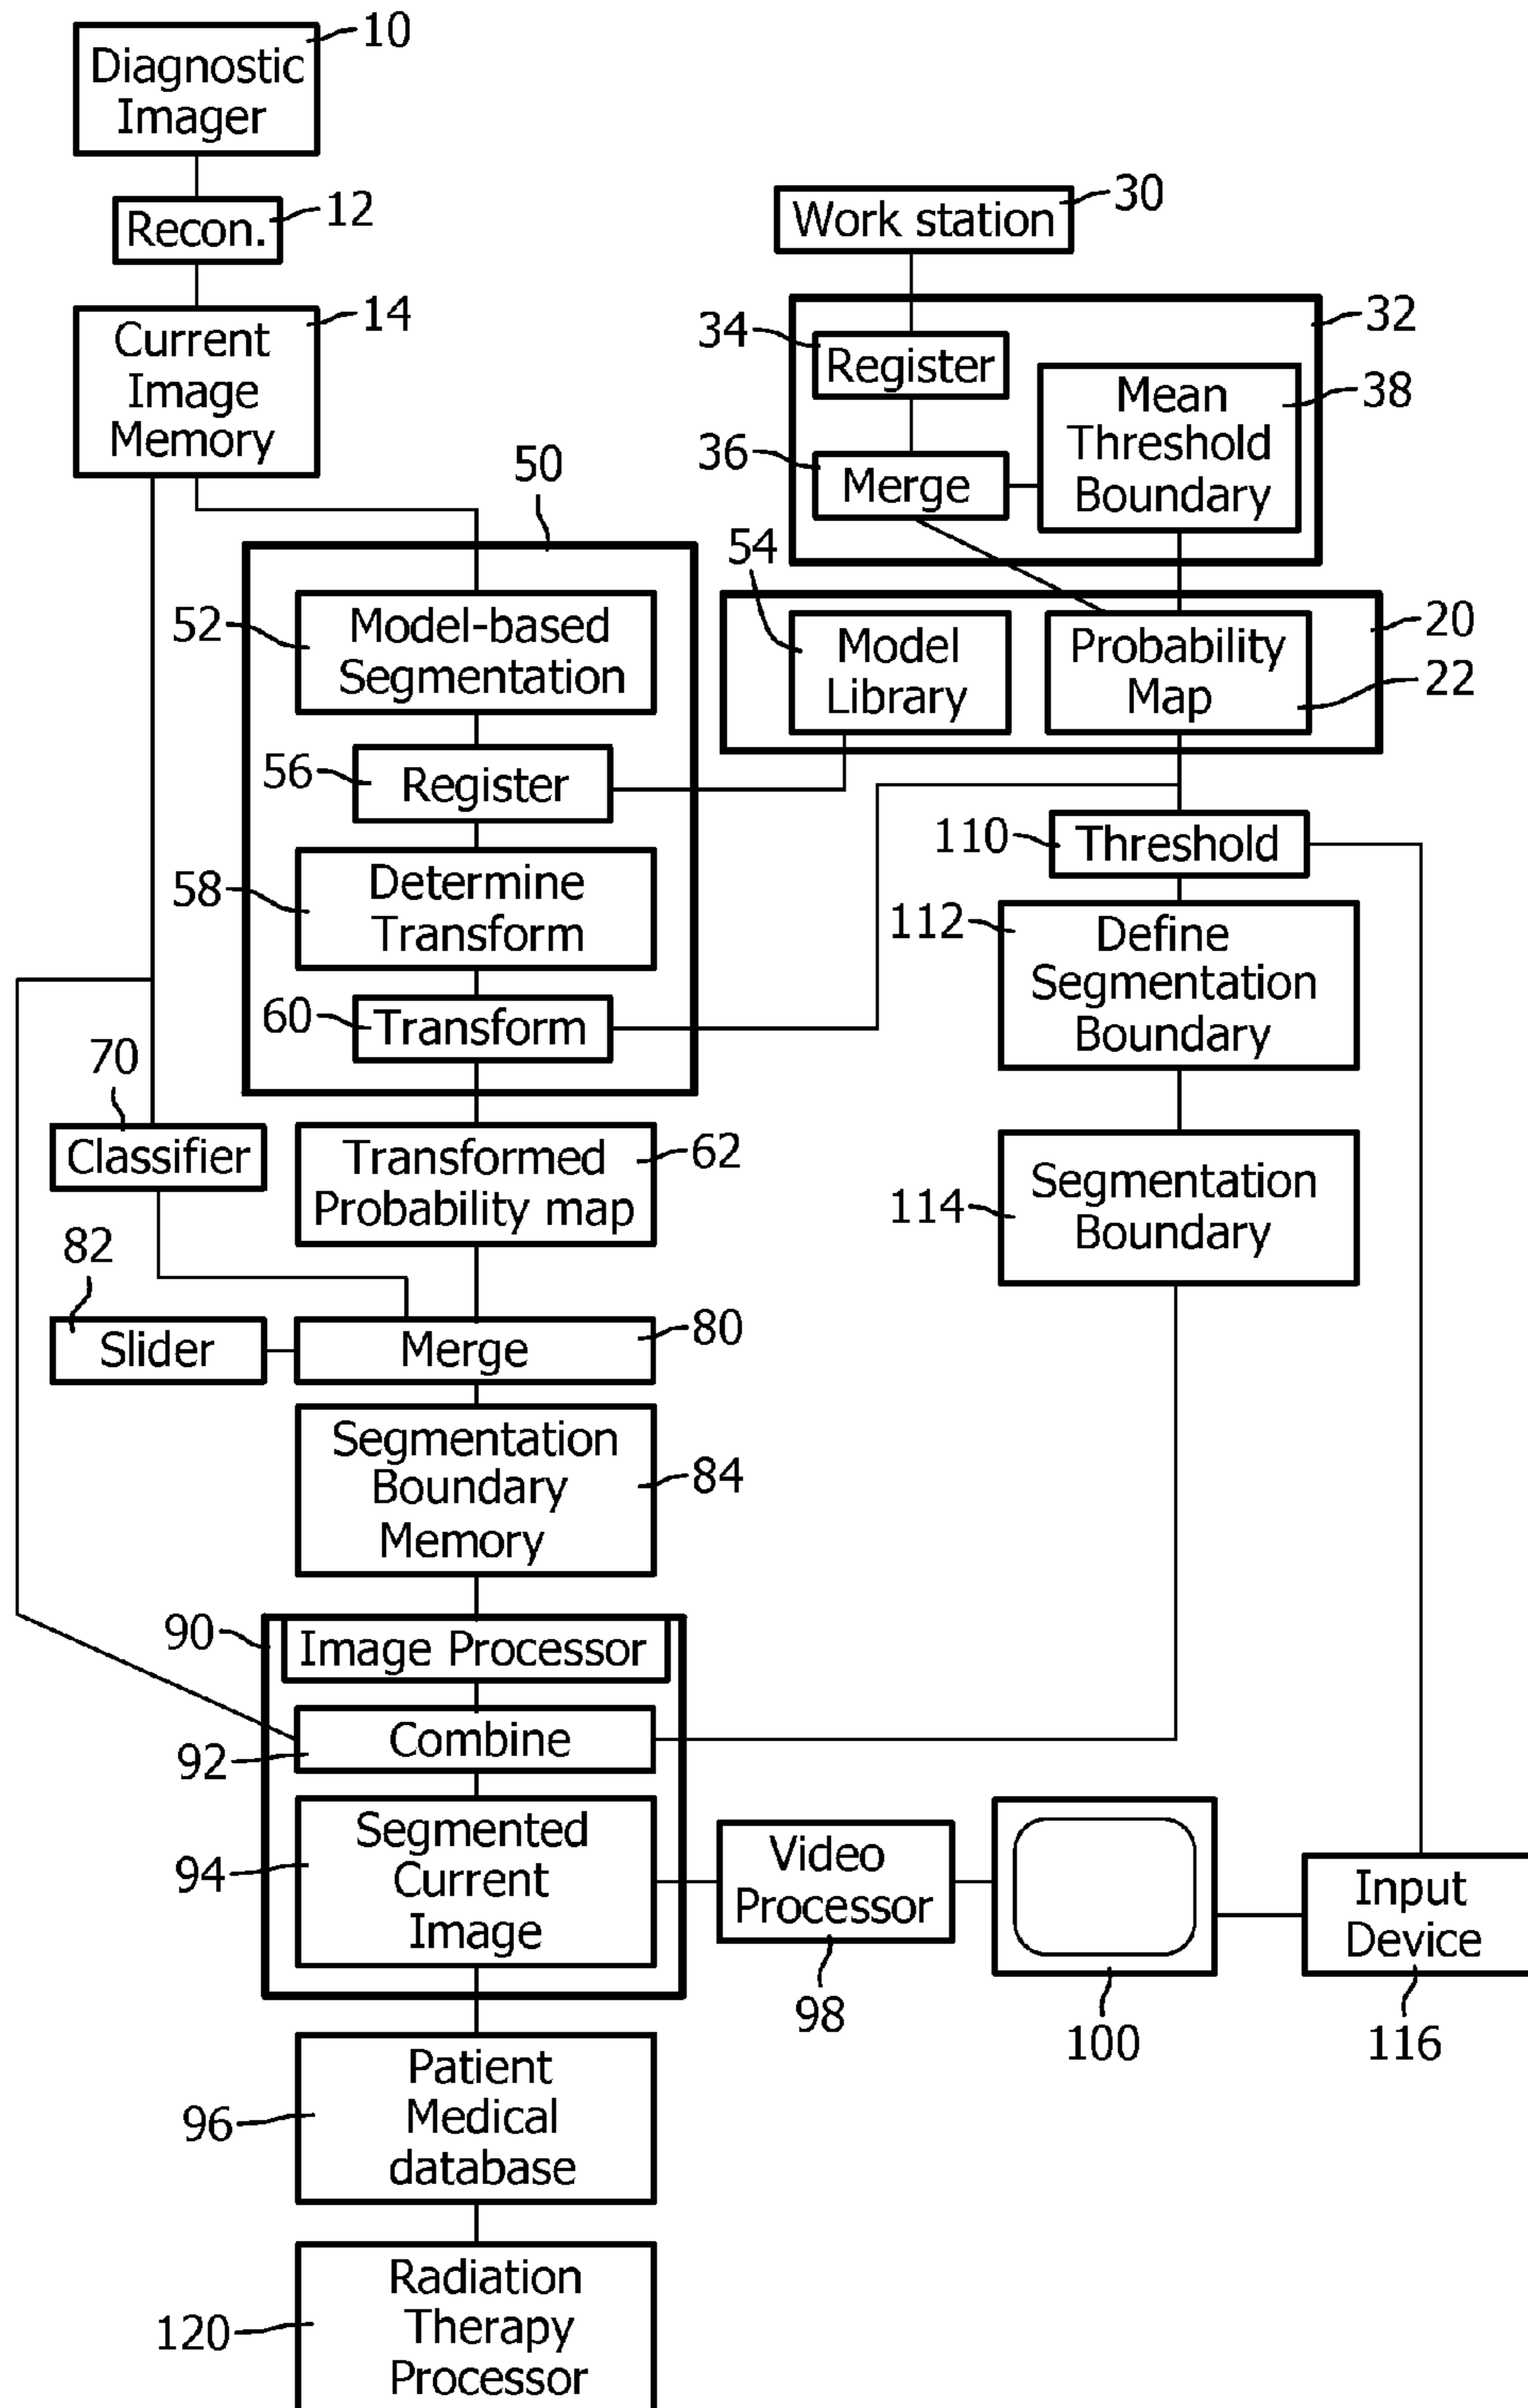 10
Diagnostic
Imager
12
Recon.
30
Work station
14
Current
Image
Memory
32
34
Register
38
Mean
Threshold
Boundary
36
Merge
50
54
52
Model-based
Segmentation
Model
Library
Probability
Map
20
22
56
Register
110
Threshold
58
Determine
Transform
112
Define
Segmentation
Boundary
60
Transform
70
Classifier
Transformed
Probability map
62
114
Segmentation
Boundary
82
Slider
Merge
80
Segmentation
Boundary
Memory
84
90
Image Processor
92
Combine
94
Segmented
Current
Image
Video
Processor
98
100
Input
Device
116
96
Patient
Medical
database
120
Radiation
Therapy
Processor